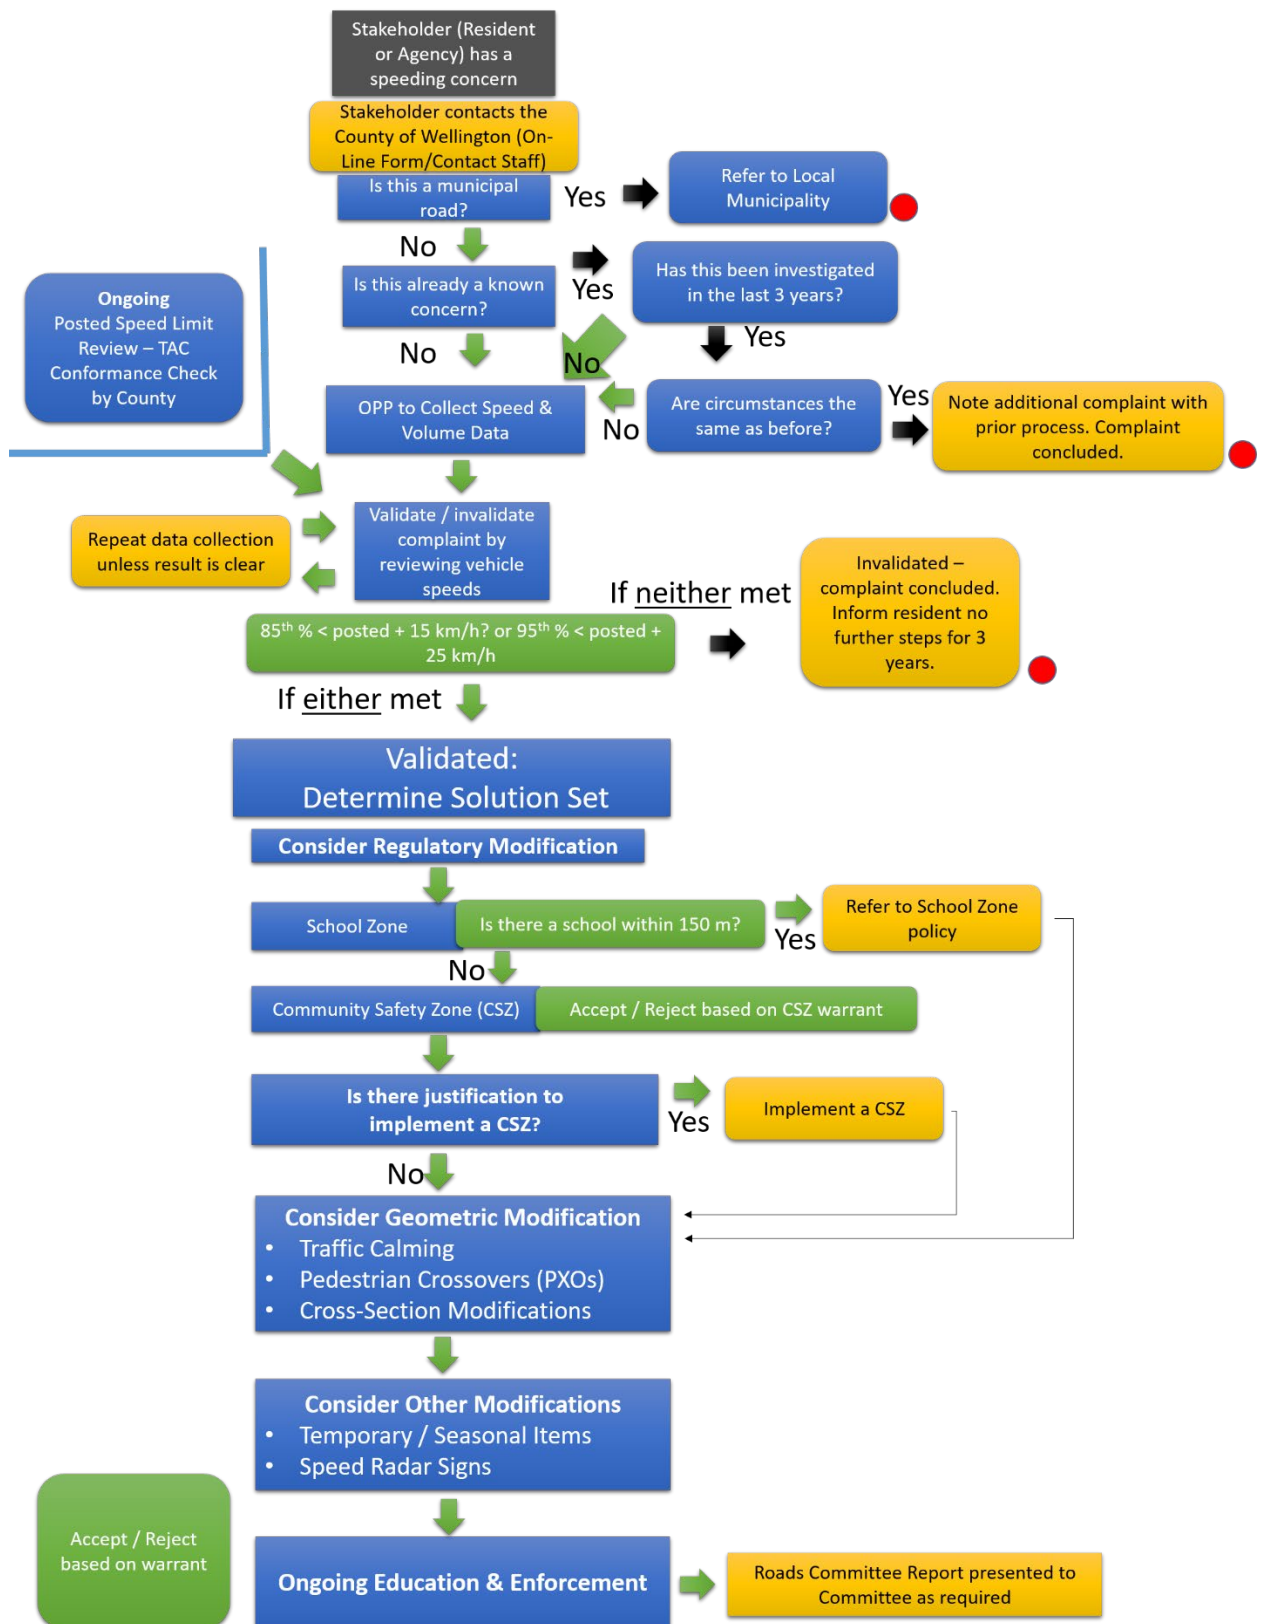 Stakeholder (Resident
or Agency) has a
speeding concern
Stakeholder contacts the
County of Wellington (On-
Line Form/Contact Staff)
Is this a municipal
road?
Yes
Refer to Local
Municipality
No
Is this already a known
concern?
Yes
Has this been investigated
in the last 3 years?
Ongoing
Posted Speed Limit
Review – TAC
Conformance Check
by County
No
No
Yes
OPP to Collect Speed &
Volume Data
No
Are circumstances the
same as before?
Yes
Note additional complaint with
prior process. Complaint
concluded.
Repeat data collection
unless result is clear
Validate / invalidate
complaint by
reviewing vehicle
speeds
If neither met
Invalidated –
complaint concluded.
Inform resident no
further steps for 3
years.
85th % < posted + 15 km/h? or 95th % < posted +
25 km/h
If either met
Validated:
Determine Solution Set
Consider Regulatory Modification
School Zone
Is there a school within 150 m?
Yes
Refer to School Zone
policy
No
Community Safety Zone (CSZ)
Accept / Reject based on CSZ warrant
Is there justification to
implement a CSZ?
Yes
Implement a CSZ
No
Consider Geometric Modification
• Traffic Calming
• Pedestrian Crossovers (PXOs)
• Cross-Section Modifications
Consider Other Modifications
• Temporary / Seasonal Items
• Speed Radar Signs
Accept / Reject
based on warrant
Ongoing Education & Enforcement
Roads Committee Report presented to
Committee as required